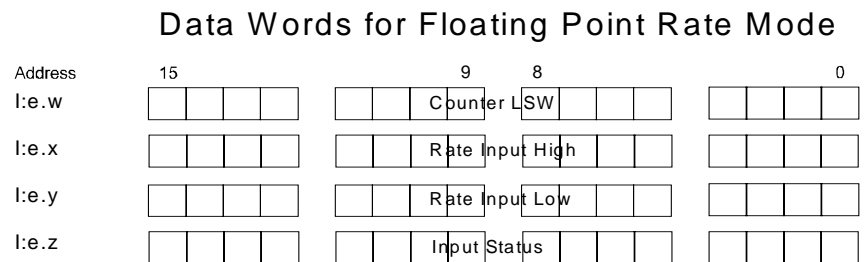 Data Words for Floating Point Rate Mode
Address 15 9 8 0
I:e.w Counter LSW
I:e.x Rate Input High
I:e.y Rate Input Low
I:e.z Input Status